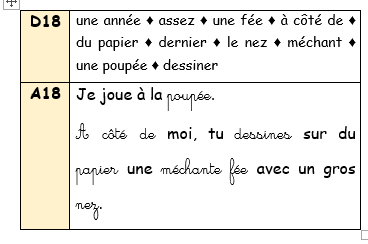 D18
une année ♦ assez ♦ une fée ♦ à côté de ♦
du papier ♦ dernier ♦ le nez ♦ méchant ♦
une poupée ♦ dessiner
A18
Je joue à la poupée.
A côté de moi, tu dessines sur du
papier une méchante fée avec un gros
nez.